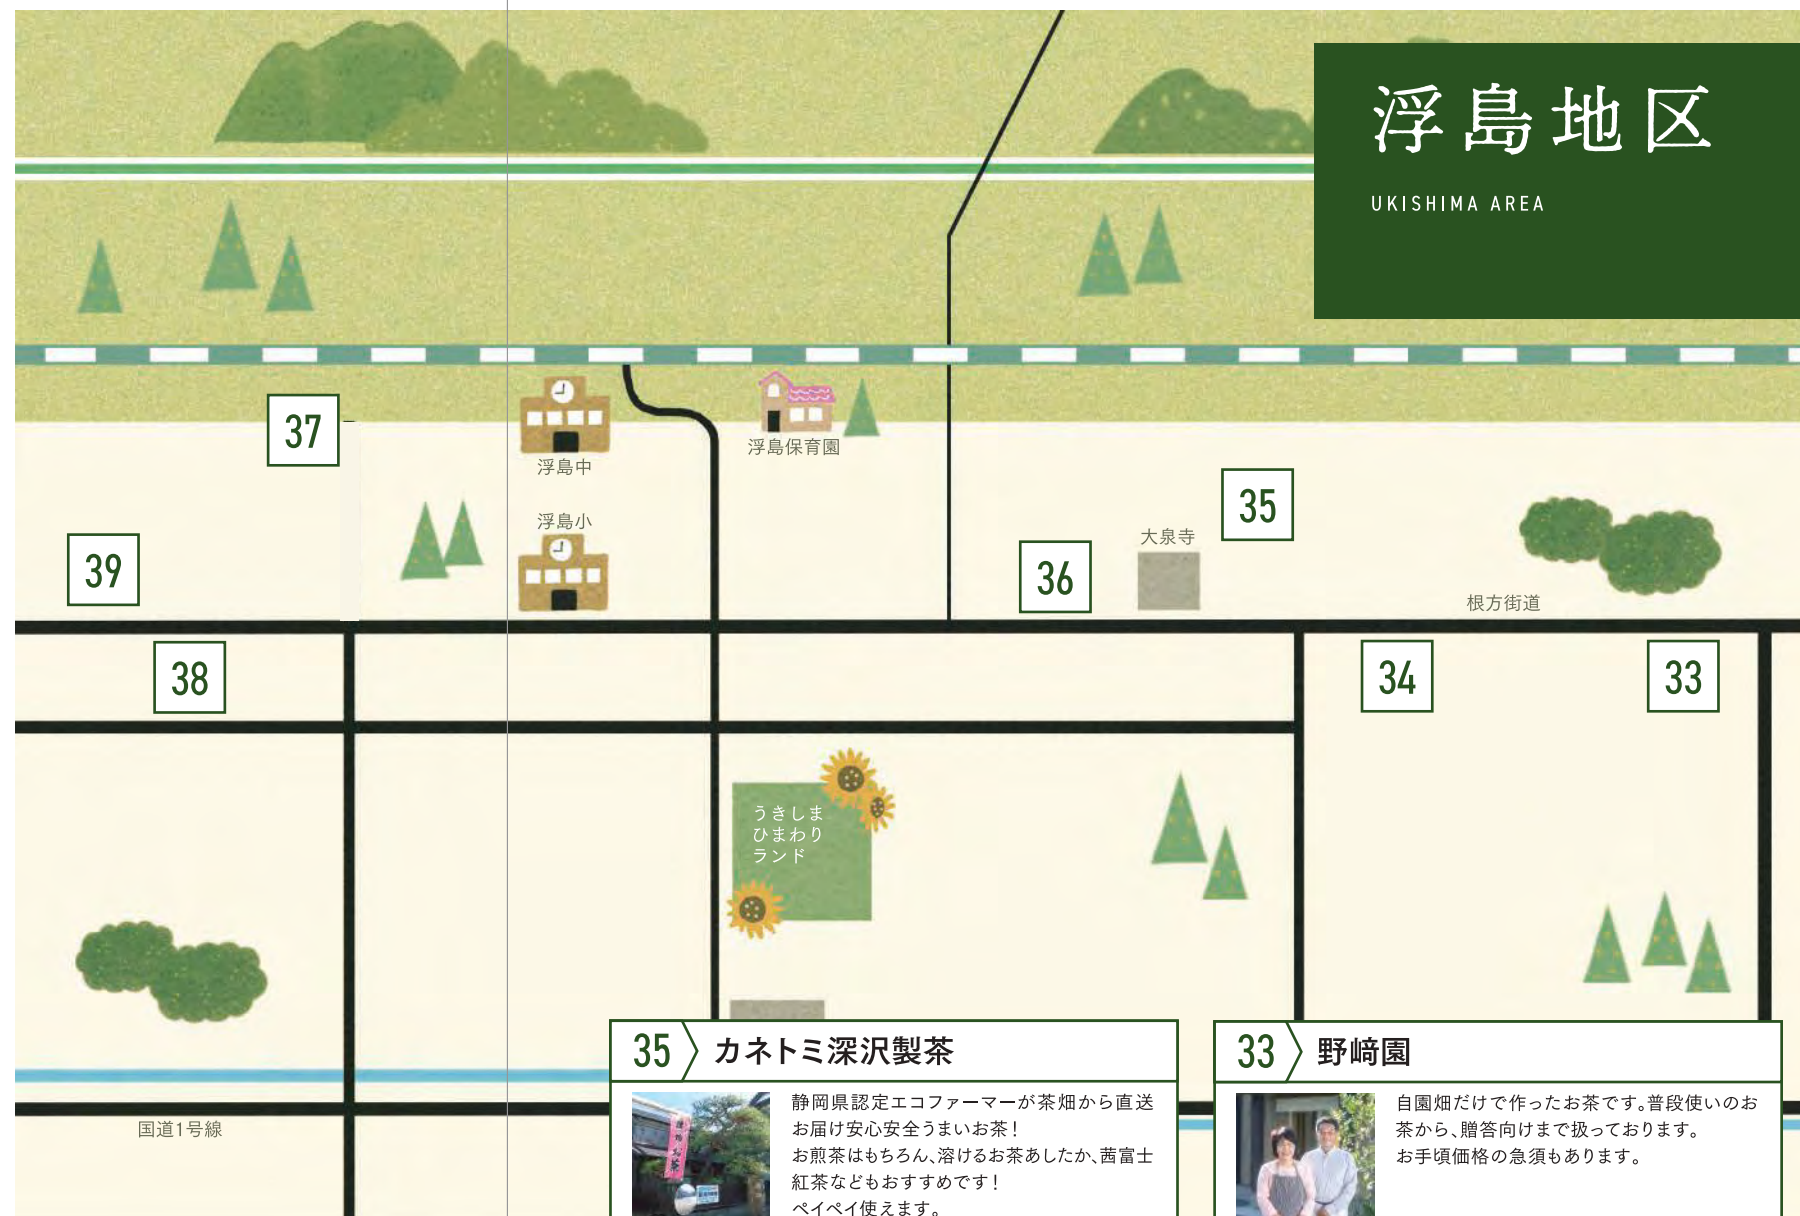 浮島地区
UKISHIMA AREA
37
浮島中
浮島保育園
浮島小
39
35
大泉寺
36
根方街道
38
34
33
うきしま
ひまわり
ランド
国道1号線
35
カネトミ深沢製茶
静岡県認定エコファーマーが茶畑から直送
お届け安心安全うまいお茶！
お煎茶はもちろん、溶けるお茶あしたか、茜富士
紅茶などもおすすめです！
ペイペイ使えます。
33
野﨑園
自園畑だけで作ったお茶です。普段使いのお
茶から、贈答向けまで扱っております。
お手頃価格の急須もあります。